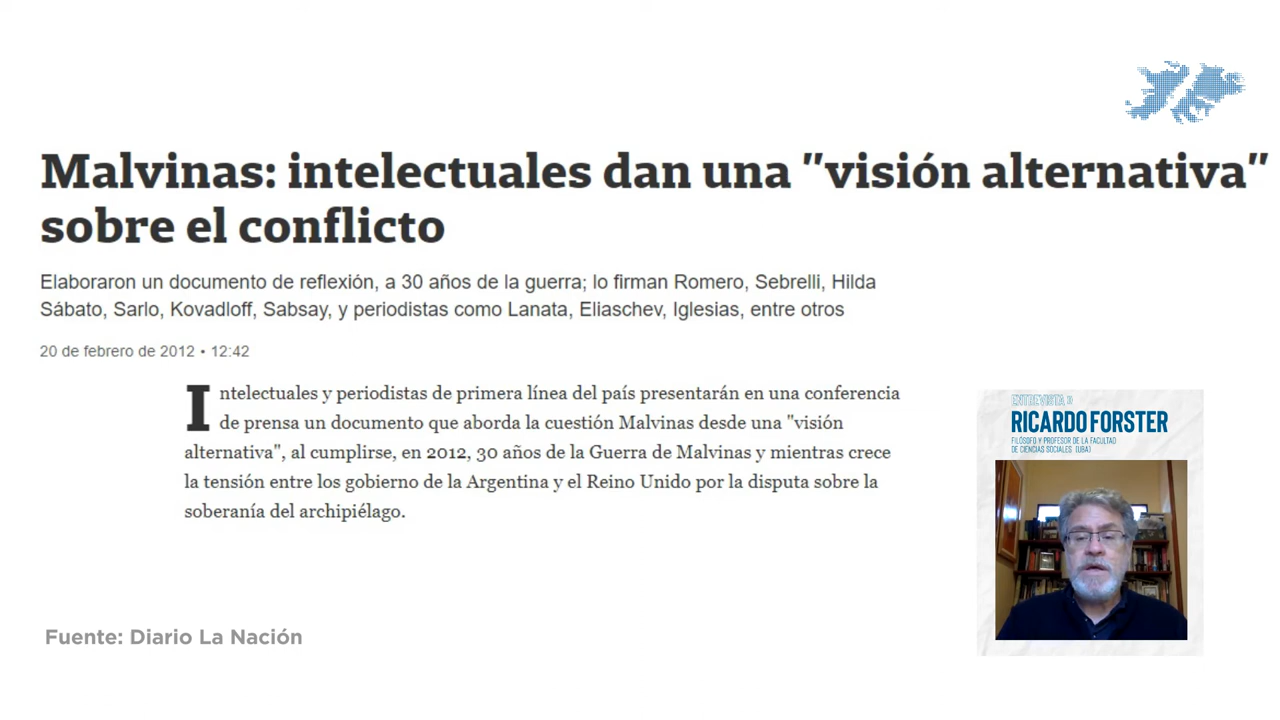 Malvinas: intelectuales dan una "visión alternativa"
sobre el conflicto
Elaboraron un documento de reflexión, a 30 años de la guerra; lo firman Romero, Sebrelli, Hilda
Sábato, Sarlo, Kovadloff, Sabsay, y periodistas como Lanata, Eliaschev, Iglesias, entre otros
20 de febrero de 2012 • 12:42
Intelectuales y periodistas de primera línea del país presentarán en una conferencia
de prensa un documento que aborda la cuestión Malvinas desde una "visión
alternativa", al cumplirse, en 2012, 30 años de la Guerra de Malvinas y mientras crece
la tensión entre los gobierno de la Argentina y el Reino Unido por la disputa sobre la
soberanía del archipiélago.
ENTREVISTA »
RICARDO FORSTER
FILÓSOFO Y PROFESOR DE LA FACULTAD
DE CIENCIAS SOCIALES (UBA)
Fuente: Diario La Nación